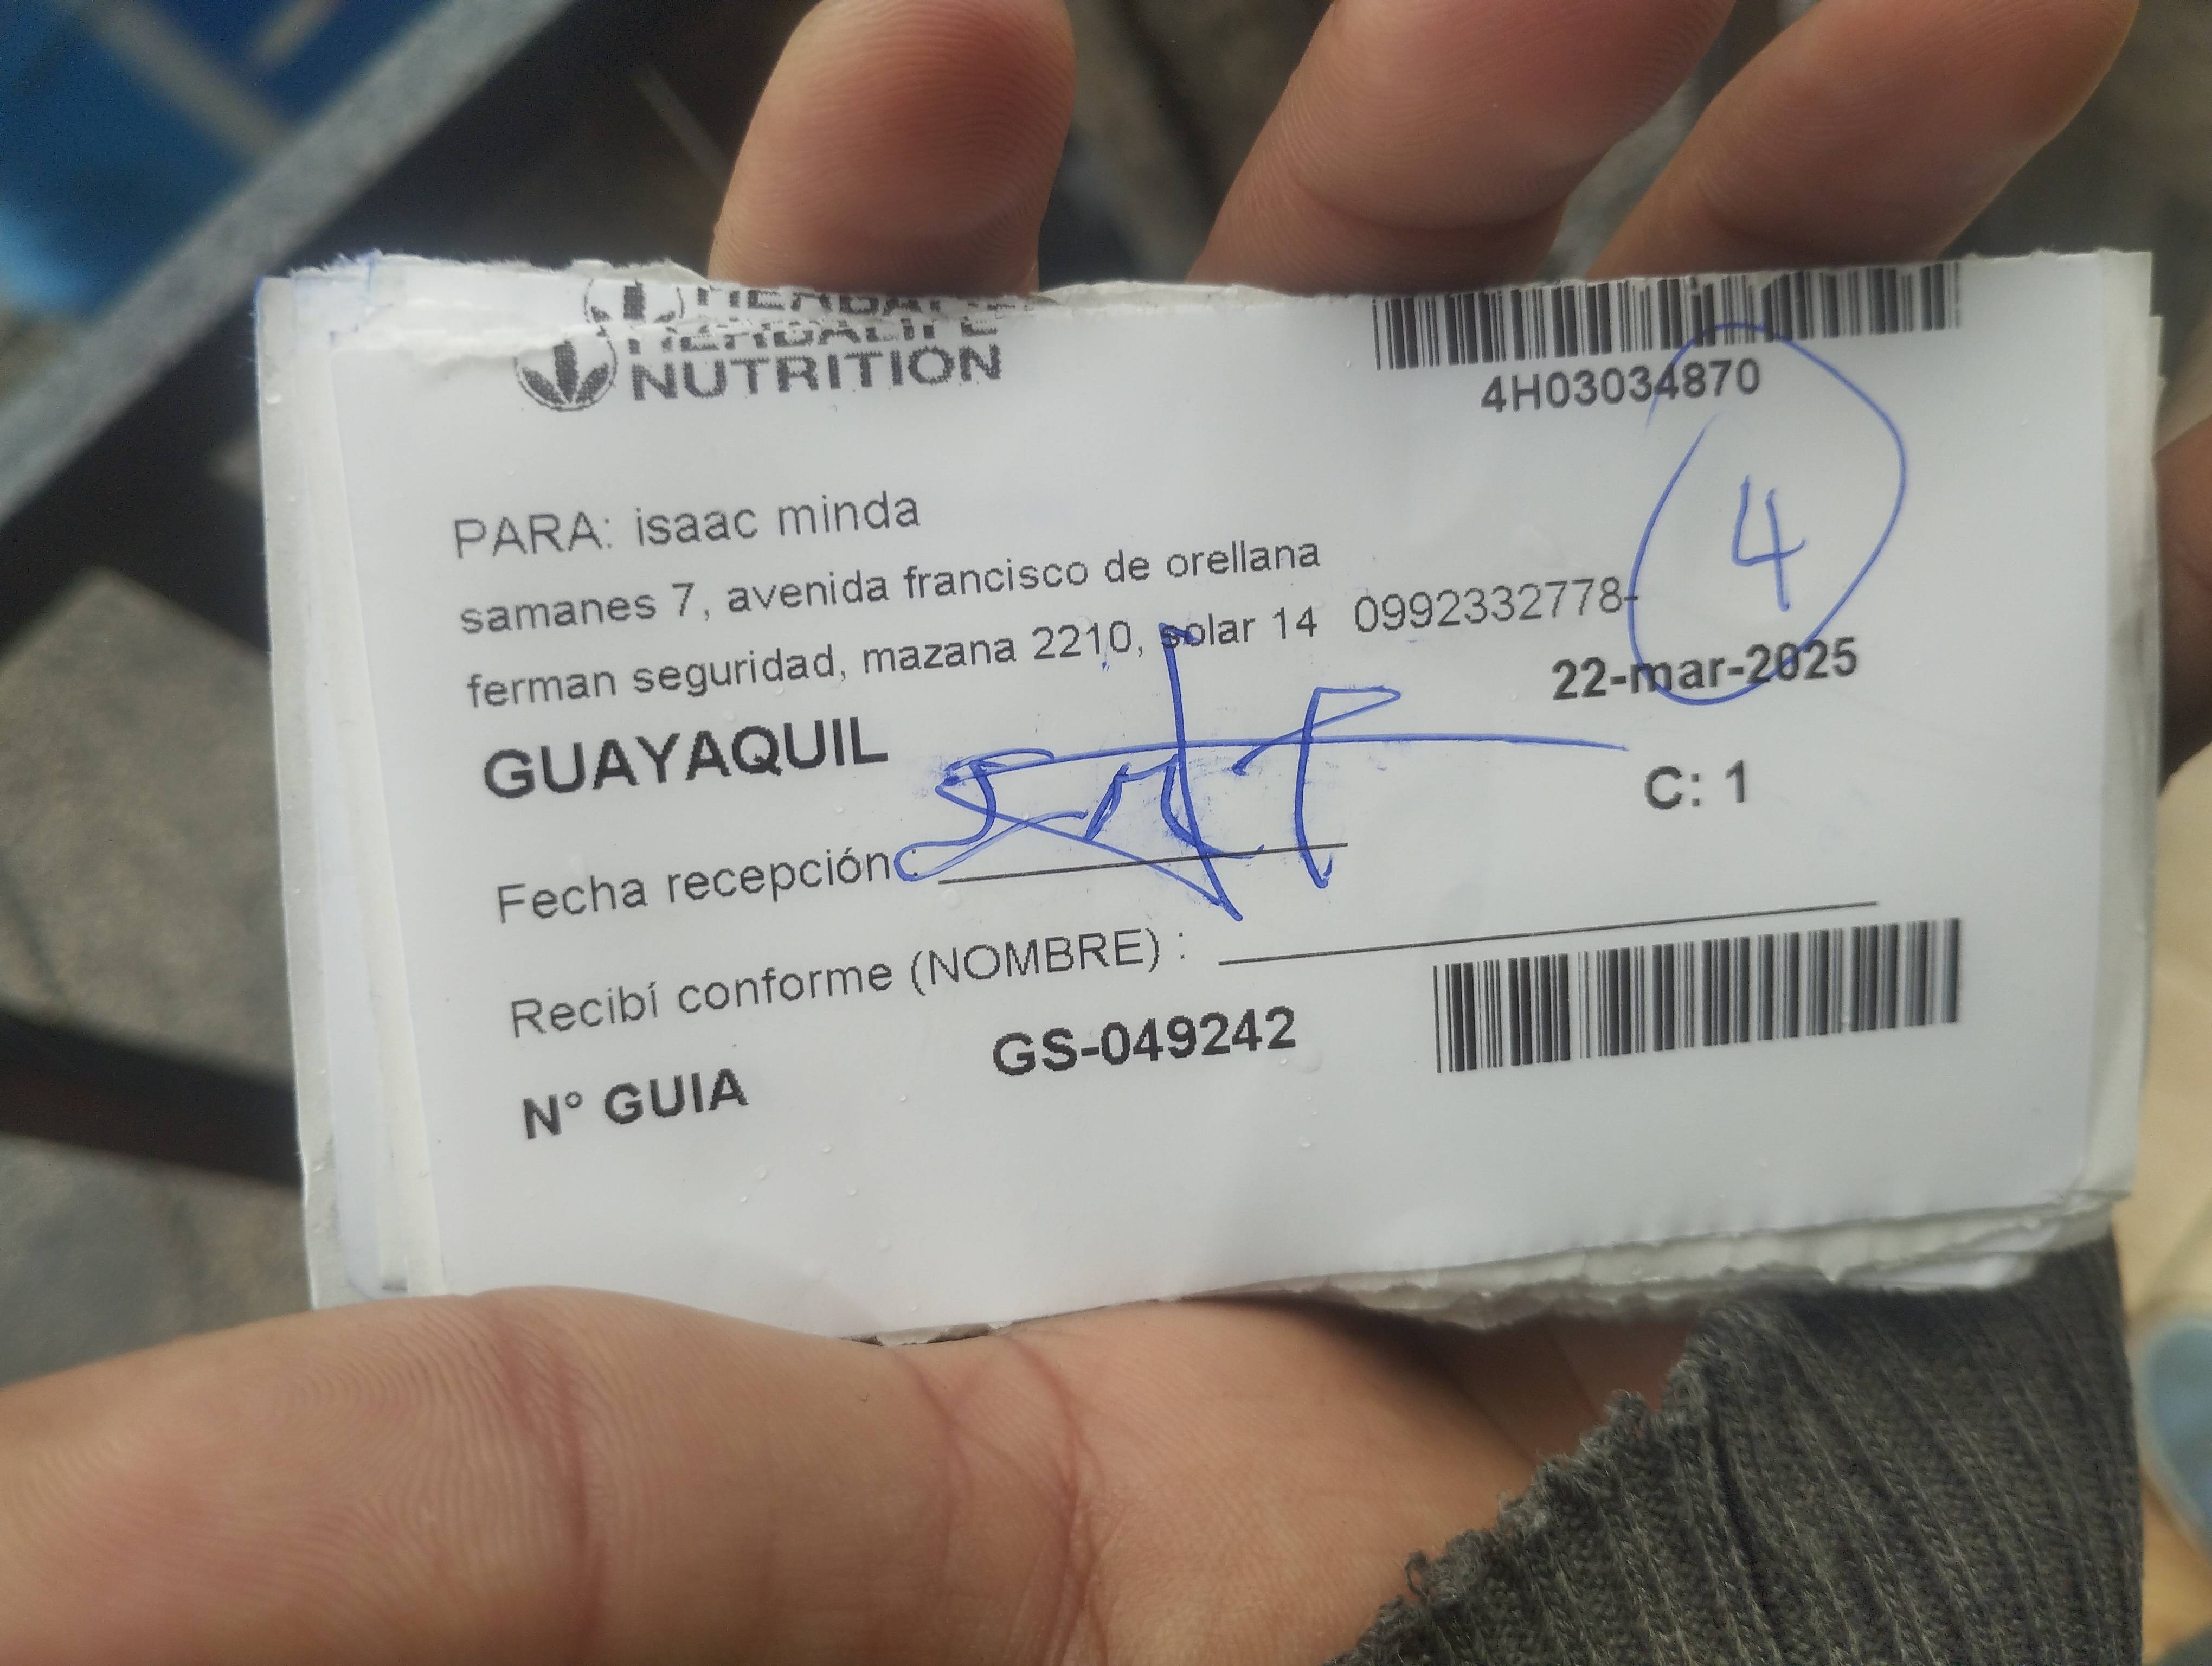 HERBALIFE
NUTRITION
4H03034870
4
PARA: isaac minda
samanes 7, avenida francisco de orellana
ferman seguridad, mazana 2210, solar 14 0992332778-
22-mar-2025
GUAYAQUIL
C: 1
Fecha recepción:
Recibí conforme (NOMBRE) :
N° GUIA GS-049242